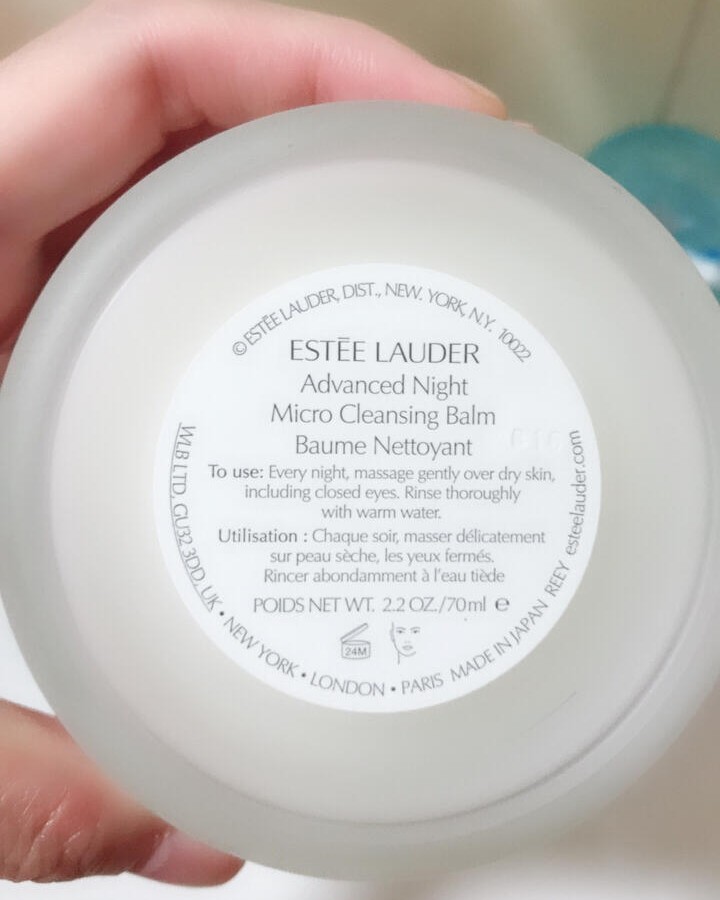 © ESTĒE LAUDER, DIST., NEW. YORK, N.Y. 10022
ESTĒE LAUDER
Advanced Night
Micro Cleansing Balm
Baume Nettoyant
To use: Every night, massage gently over dry skin,
including closed eyes. Rinse thoroughly
with warm water.
Utilisation : Chaque soir, masser délicatement
sur peau sèche, les yeux fermés.
Rincer abondamment à l'eau tiède
POIDS NET WT. 2.2 OZ./70ml ℮
24M
WLB LTD, GU32 3DD, UK • NEW YORK • LONDON • PARIS MADE IN JAPAN REEY esteelauder.com